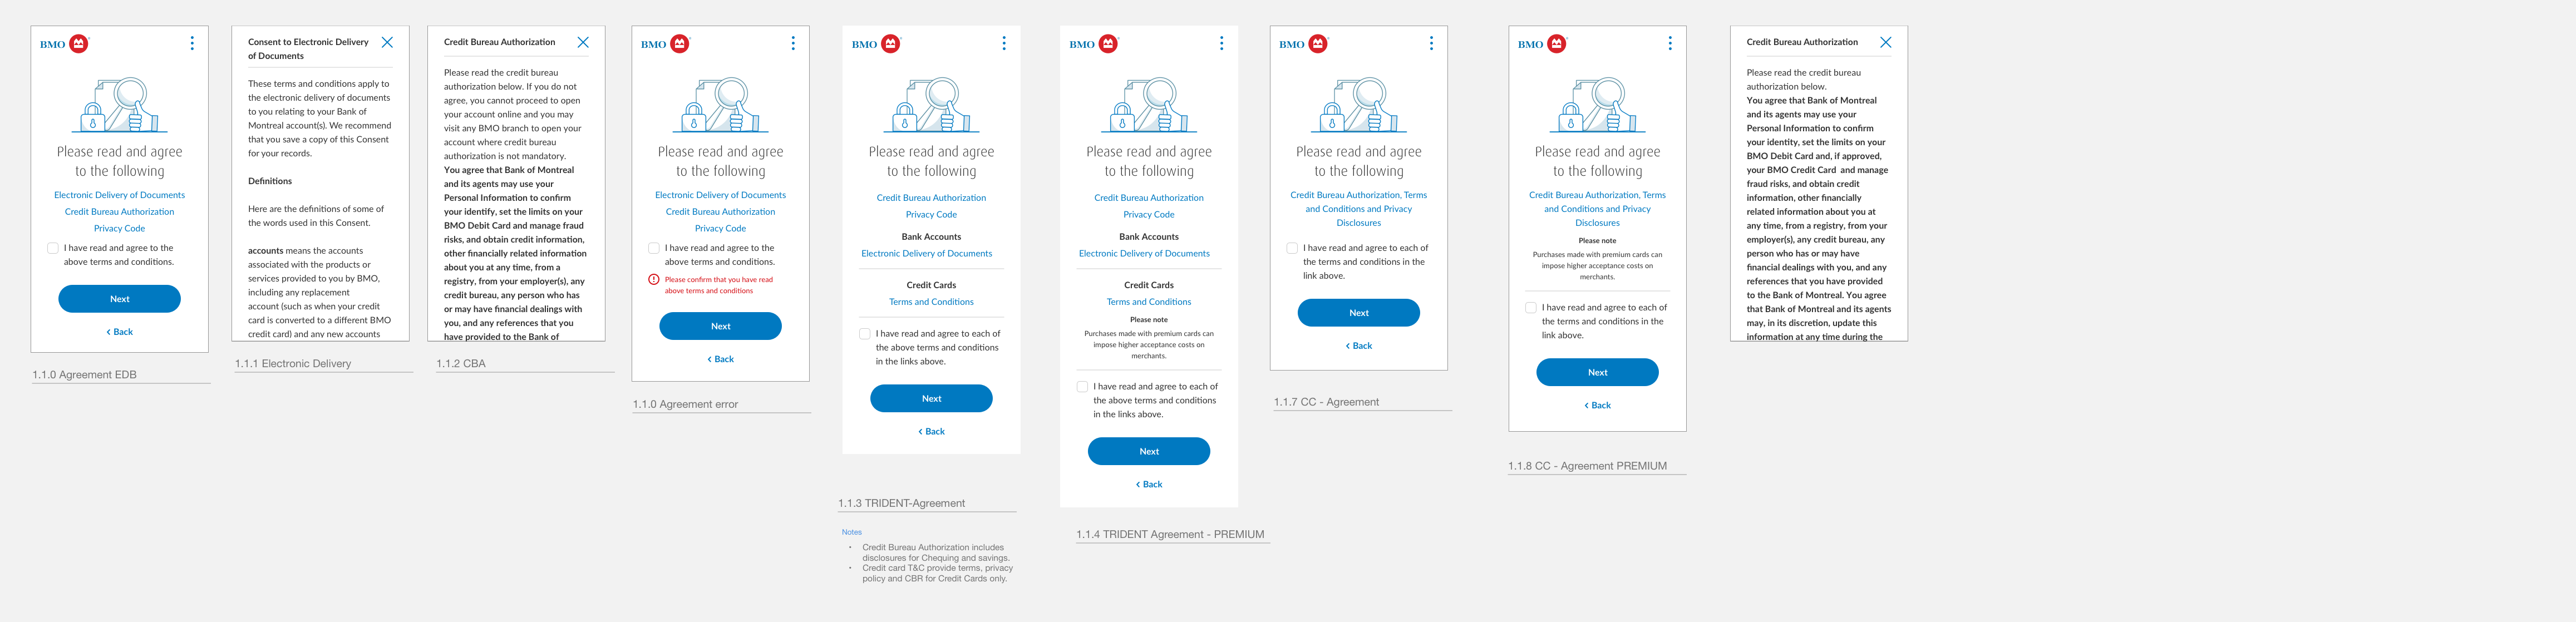 BMO
Please read and agree
to the following
Electronic Delivery of Documents
Credit Bureau Authorization
Privacy Code
I have read and agree to the
above terms and conditions.
Next
Back
1.1.0 Agreement EDB
Consent to Electronic Delivery
of Documents
These terms and conditions apply to
the electronic delivery of documents
to you relating to your Bank of
Montreal account(s). We recommend
that you save a copy of this Consent
for your records.
Definitions
Here are the definitions of some of
the words used in this Consent.
accounts means the accounts
associated with the products or
services provided to you by BMO,
including any replacement
account (such as when your credit
card is converted to a different BMO
credit card) and any new accounts
1.1.1 Electronic Delivery
Credit Bureau Authorization
Please read the credit bureau
authorization below. If you do not
agree, you cannot proceed to open
your account online and you may
visit any BMO branch to open your
account where credit bureau
authorization is not mandatory.
You agree that Bank of Montreal
and its agents may use your
Personal Information to confirm
your identity, set the limits on your
BMO Debit Card and manage fraud
risks, and obtain credit information,
other financially related information
about you at any time, from a
registry, from your employer(s), any
credit bureau, any person who has
or may have financial dealings with
you, and any references that you
have provided to the Bank of
1.1.2 CBA
BMO
Please read and agree
to the following
Electronic Delivery of Documents
Credit Bureau Authorization
Privacy Code
I have read and agree to the
above terms and conditions.
Please confirm that you have read
above terms and conditions
Next
Back
1.1.0 Agreement error
BMO
Please read and agree
to the following
Credit Bureau Authorization
Privacy Code
Bank Accounts
Electronic Delivery of Documents
Credit Cards
Terms and Conditions
I have read and agree to each of
the above terms and conditions
in the links above.
Next
Back
1.1.3 TRIDENT-Agreement
Notes
• Credit Bureau Authorization includes
disclosures for Chequing and savings.
• Credit card T&C provide terms, privacy
policy and CBR for Credit Cards only.
BMO
Please read and agree
to the following
Credit Bureau Authorization
Privacy Code
Bank Accounts
Electronic Delivery of Documents
Credit Cards
Terms and Conditions
Please note
Purchases made with premium cards can
impose higher acceptance costs on
merchants.
I have read and agree to each of
the above terms and conditions
in the links above.
Next
Back
1.1.4 TRIDENT Agreement - PREMIUM
BMO
Please read and agree
to the following
Credit Bureau Authorization, Terms
and Conditions and Privacy
Disclosures
I have read and agree to each of
the terms and conditions in the
link above.
Next
Back
1.1.7 CC - Agreement
BMO
Please read and agree
to the following
Credit Bureau Authorization, Terms
and Conditions and Privacy
Disclosures
Please note
Purchases made with premium cards can
impose higher acceptance costs on
merchants.
I have read and agree to each of
the terms and conditions in the
link above.
Next
Back
1.1.8 CC - Agreement PREMIUM
Credit Bureau Authorization
Please read the credit bureau
authorization below.
You agree that Bank of Montreal
and its agents may use your
Personal Information to confirm
your identity, set the limits on your
BMO Debit Card and, if approved,
your BMO Credit Card and manage
fraud risks, and obtain credit
information, other financially
related information about you at
any time, from a registry, from your
employer(s), any credit bureau, any
person who has or may have
financial dealings with you, and any
references that you have provided
to the Bank of Montreal. You agree
that Bank of Montreal and its agents
may, in its discretion, update this
information at any time during the